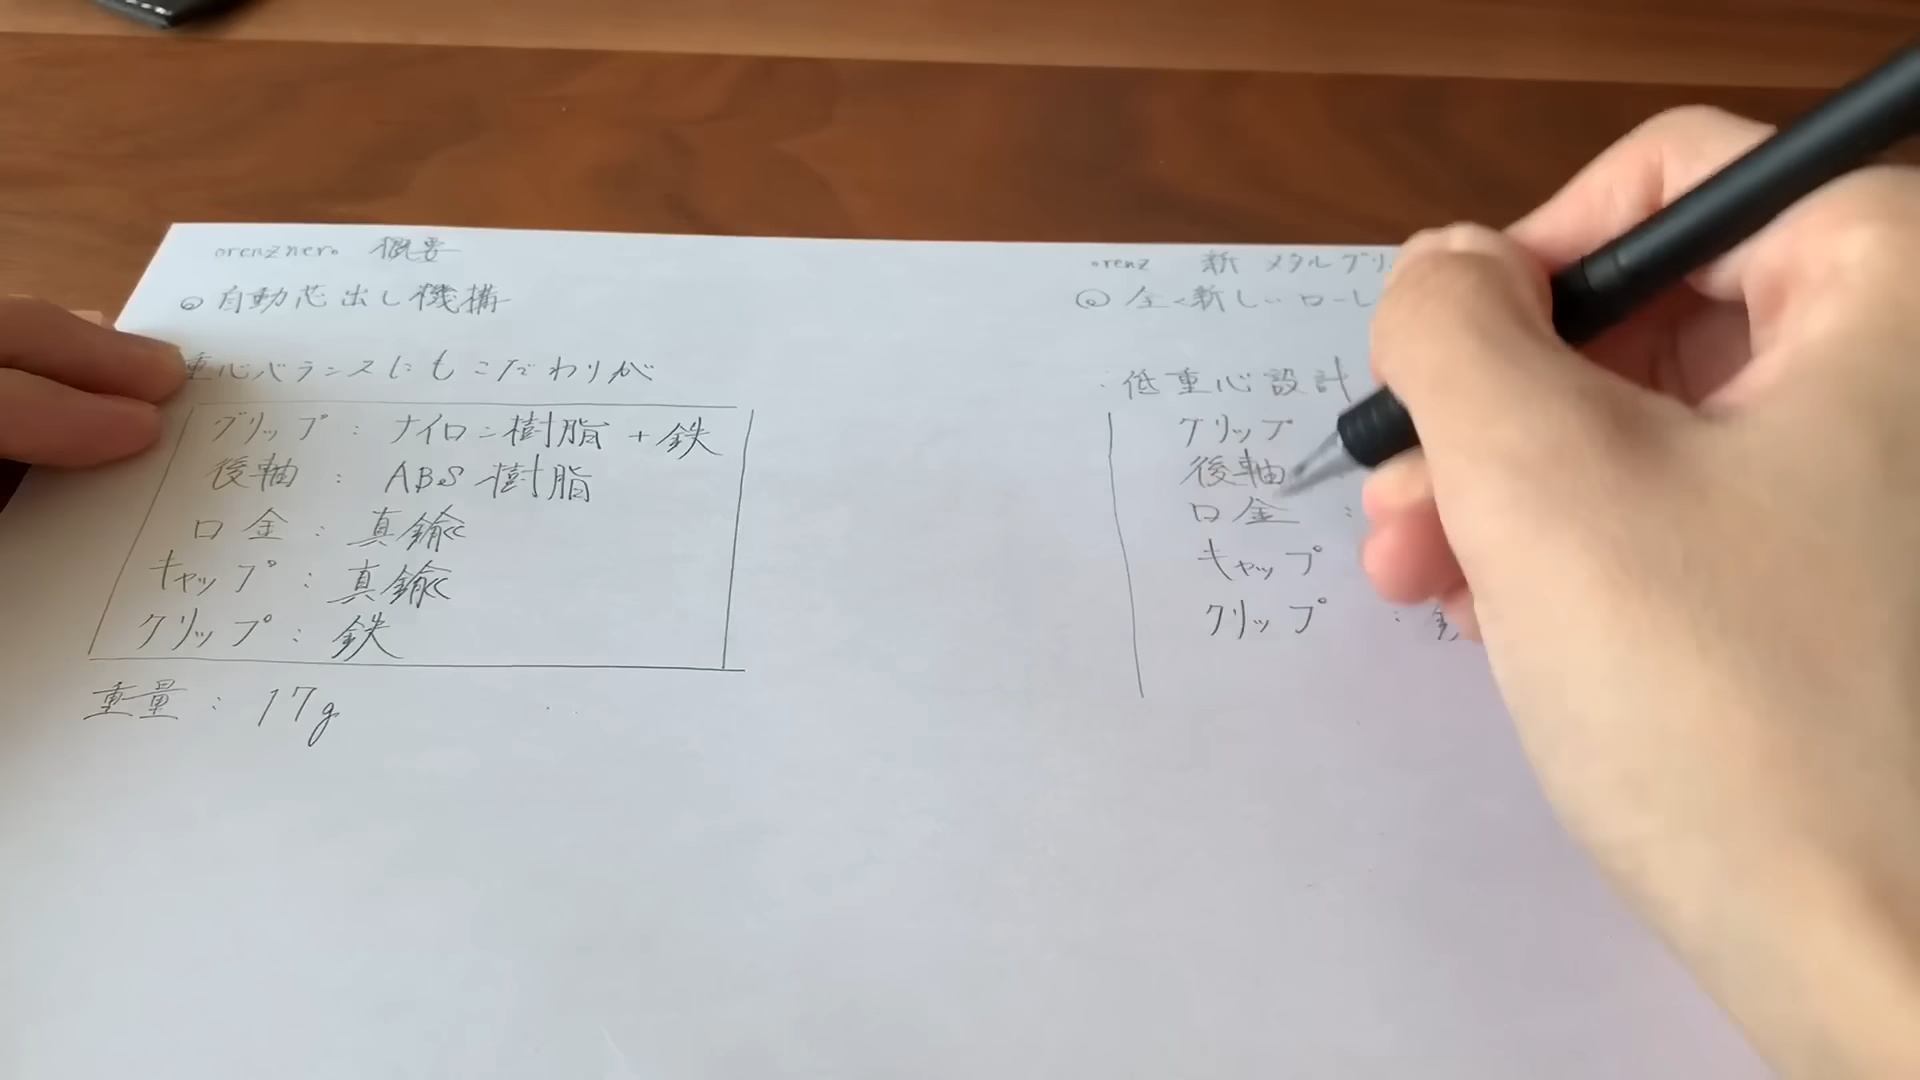 orenznero 概要
◎自動芯出し機構
重心バランスにもこだわりが
グリップ：ナイロン樹脂＋鉄
後軸：ABS樹脂
口金：真鍮
キャップ：真鍮
クリップ：鉄
重量：17g
orenz 新 メタルグリ
◎全く新しいローレ
低重心設計
グリップ
後軸
口金：
キャップ
クリップ：